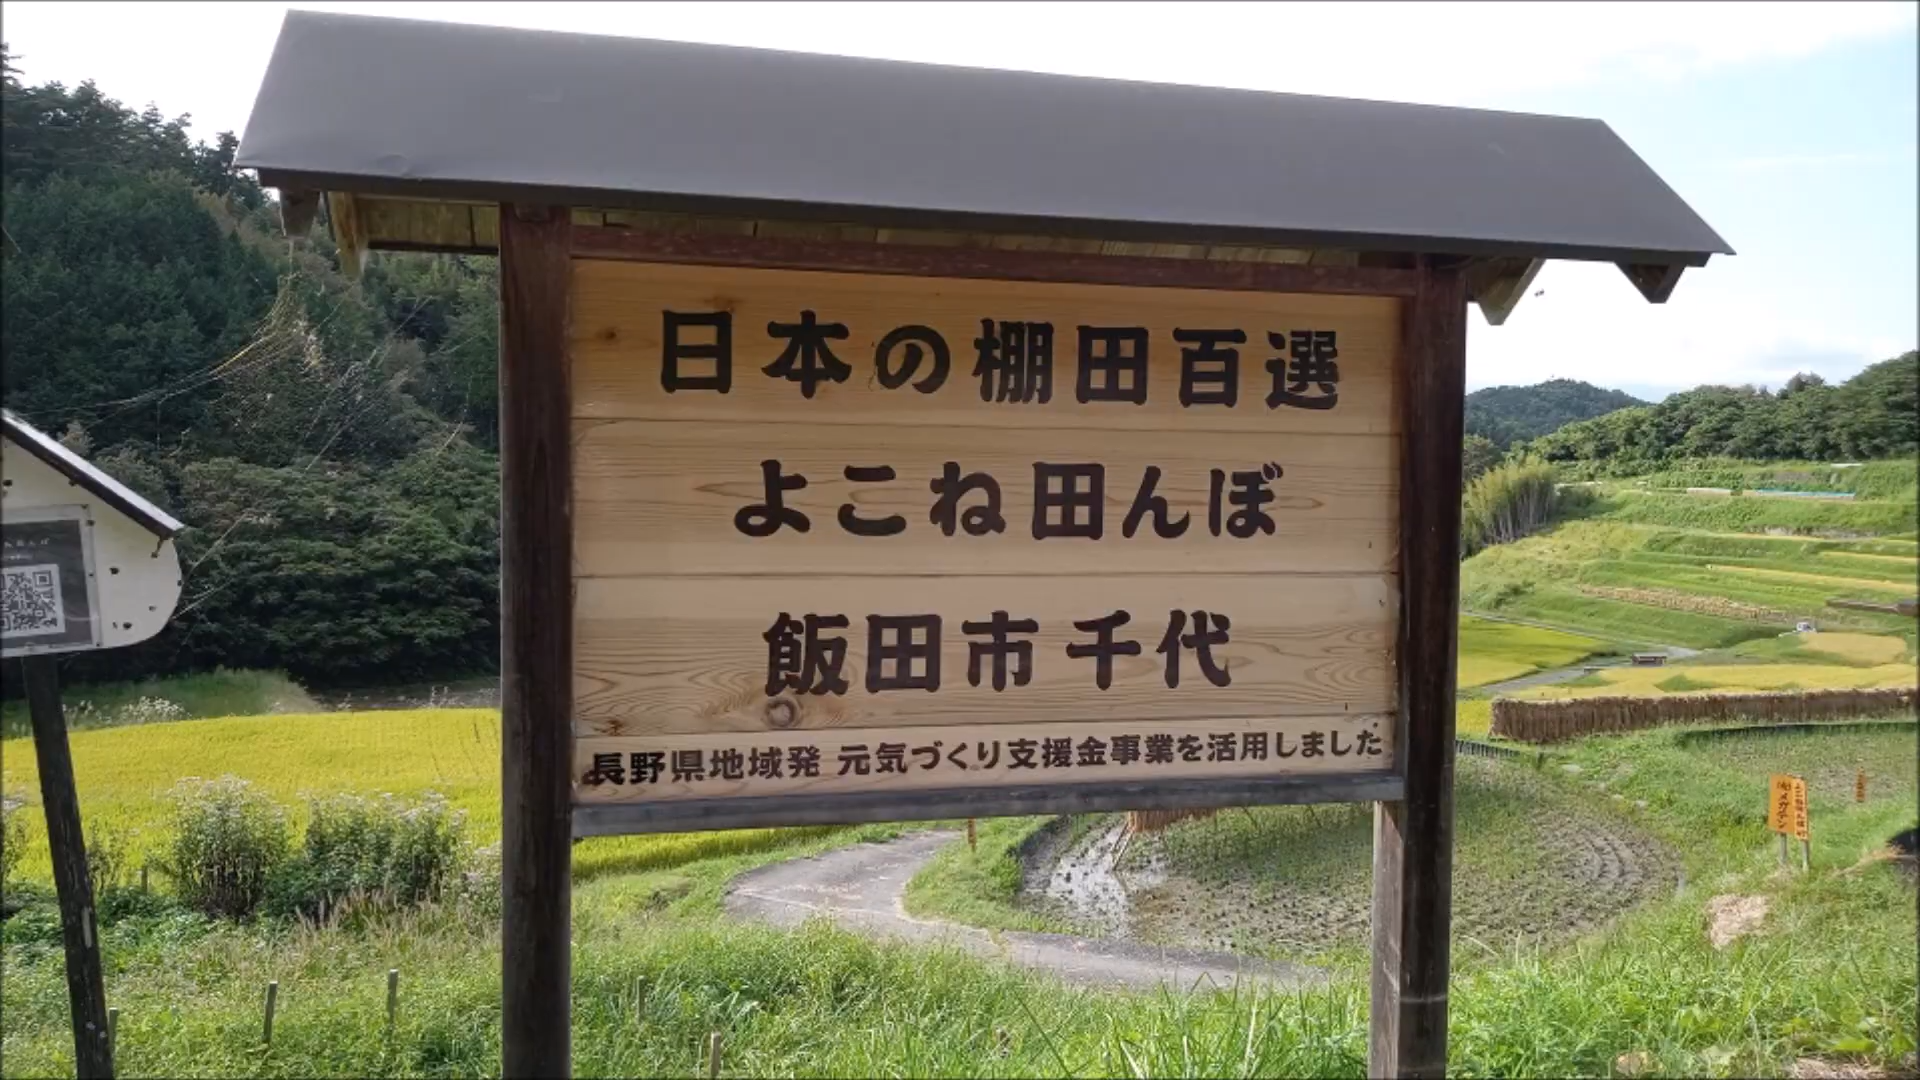 日本の棚田百選
よこね田んぼ
飯田市千代
長野県地域発 元気づくり支援金事業を活用しました